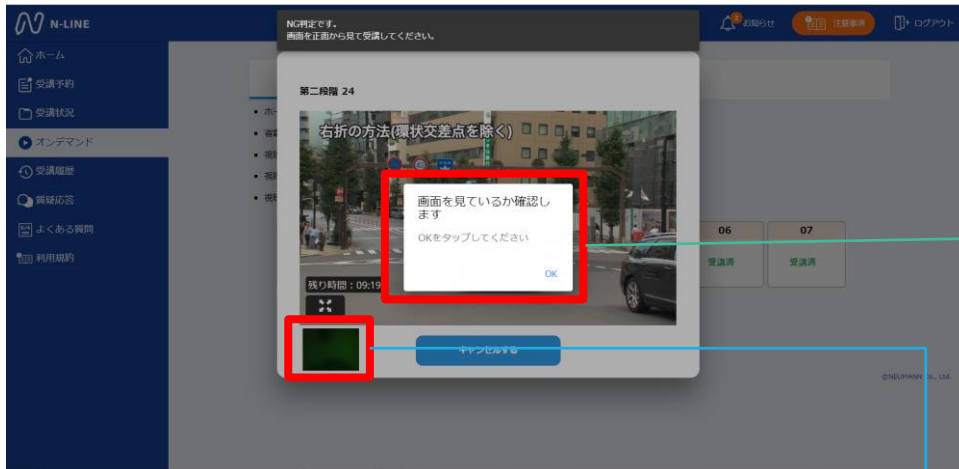 N-LINE
NG判定です。
画面を正面から見て受講してください。
2
お知らせ
注意事項
ログアウト
ホーム
受講予約
受講状況
オンデマンド
受講履歴
質疑応答
よくある質問
利用規約
第二段階 24
右折の方法(環状交差点を除く)
画面を見ているか確認し
ます
OKをタップしてください
OK
残り時間：09:19
キャンセルする
06
07
受講済
受講済
©NEUMANN Co., Ltd.